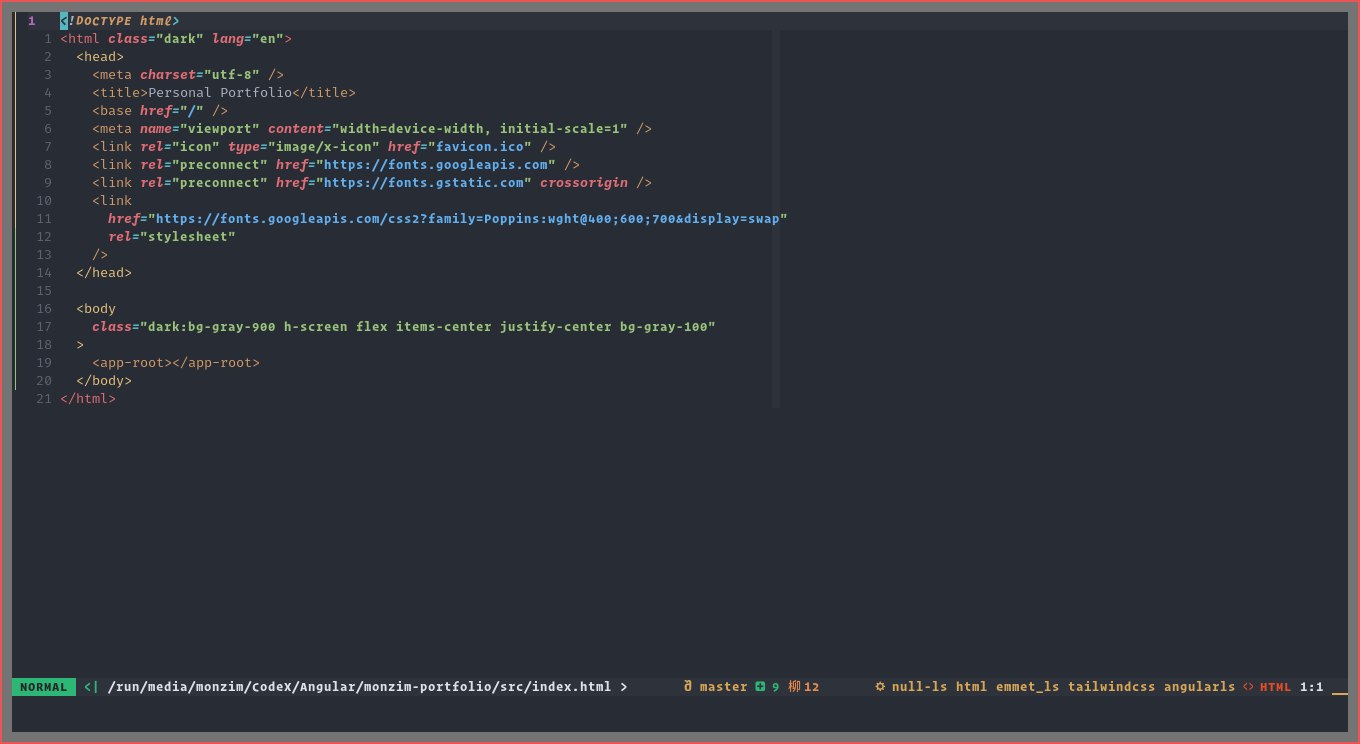 1 <!DOCTYPE html>
1 <html class="dark" lang="en">
2 <head>
3 <meta charset="utf-8" />
4 <title>Personal Portfolio</title>
5 <base href="/" />
6 <meta name="viewport" content="width=device-width, initial-scale=1" />
7 <link rel="icon" type="image/x-icon" href="favicon.ico" />
8 <link rel="preconnect" href="https://fonts.googleapis.com" />
9 <link rel="preconnect" href="https://fonts.gstatic.com" crossorigin />
10 <link
11 href="https://fonts.googleapis.com/css2?family=Poppins:wght@400;600;700&display=swap"
12 rel="stylesheet"
13 />
14 </head>
15
16 <body
17 class="dark:bg-gray-900 h-screen flex items-center justify-center bg-gray-100"
18 >
19 <app-root></app-root>
20 </body>
21 </html>
NORMAL <| /run/media/monzim/CodeX/Angular/monzim-portfolio/src/index.html > master 9 柳 12 null-ls html emmet_ls tailwindcss angularls <> HTML 1:1